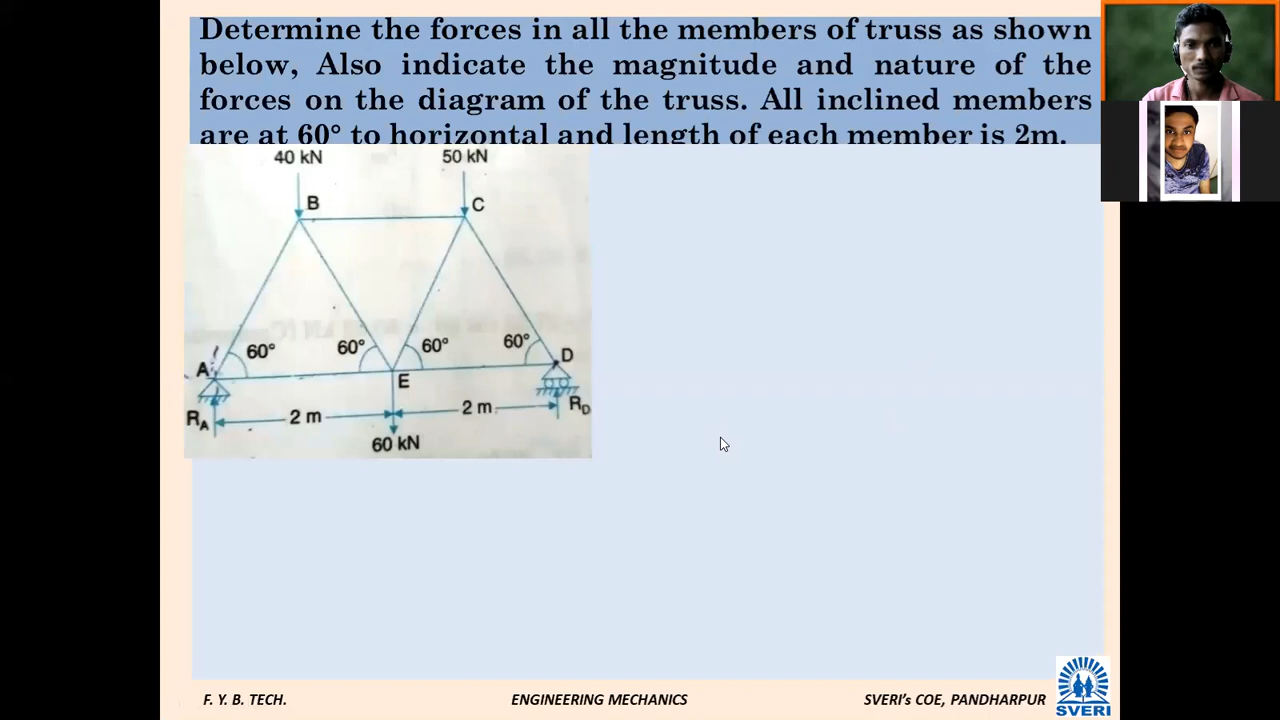 Determine the forces in all the members of truss as shown
below, Also indicate the magnitude and nature of the
forces on the diagram of the truss. All inclined members
are at 60° to horizontal and length of each member is 2m.
40 kN
50 kN
B
C
60°
60°
60°
60°
A
D
E
R_A
2 m
2 m
R_D
60 kN
F. Y. B. TECH.
ENGINEERING MECHANICS
SVERI's COE, PANDHARPUR
SVERI